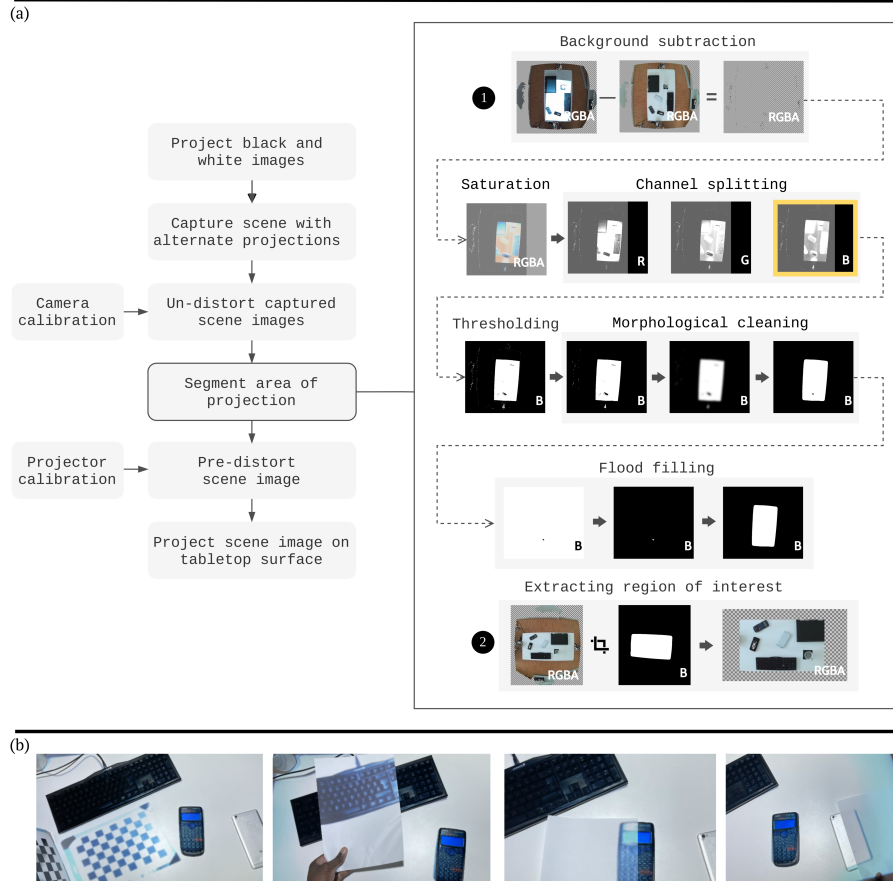 (a)
Project black and
white images
Capture scene with
alternate projections
Camera
calibration
Un-distort captured
scene images
Segment area of
projection
Projector
calibration
Pre-distort
scene image
Project scene image on
tabletop surface
Background subtraction
1
RGBA
—
RGBA
=
RGBA
Saturation
Channel splitting
RGBA
R
G
B
Thresholding
Morphological cleaning
B
B
B
B
Flood filling
B
B
B
Extracting region of interest
2
RGBA
B
RGBA
(b)